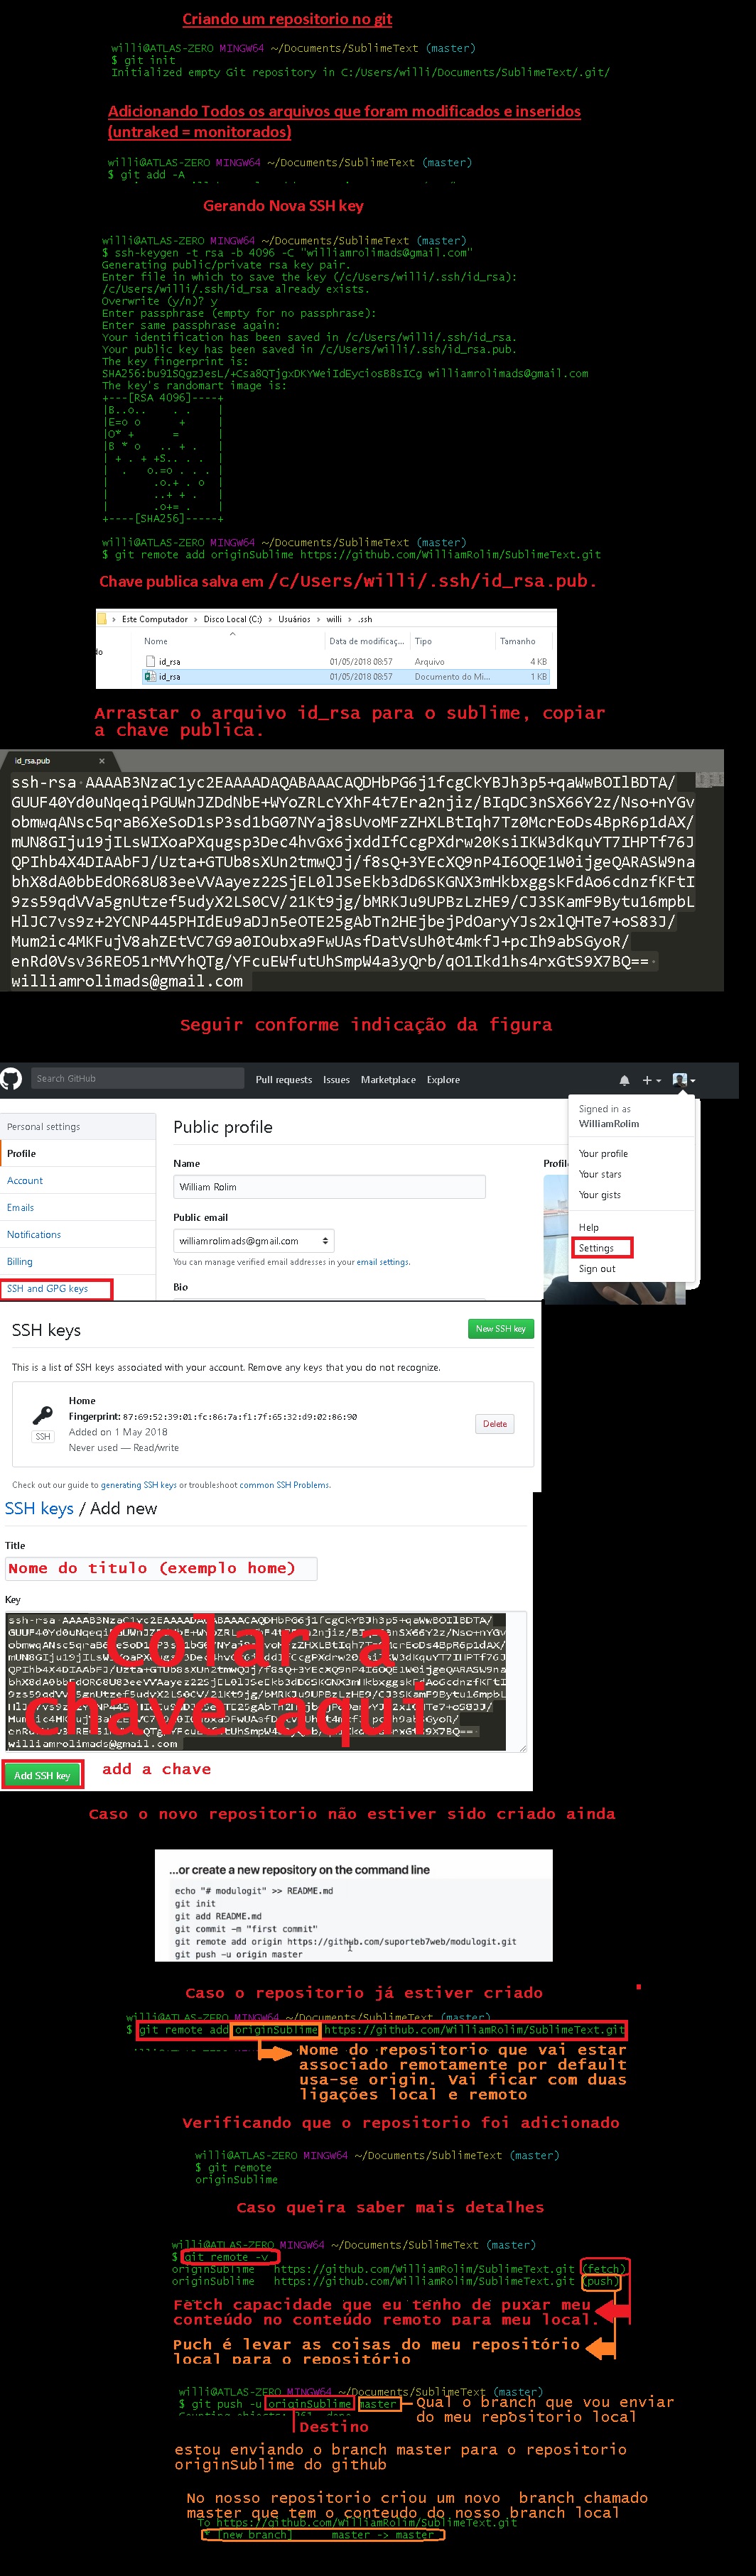 Criando um repositorio no git
willi@ATLAS-ZERO MINGW64 ~/Documents/SublimeText (master)
$ git init
Initialized empty Git repository in C:/Users/willi/Documents/SublimeText/.git/
Adicionando Todos os arquivos que foram modificados e inseridos
(untraked = monitorados)
willi@ATLAS-ZERO MINGW64 ~/Documents/SublimeText (master)
$ git add -A
Gerando Nova SSH key
willi@ATLAS-ZERO MINGW64 ~/Documents/SublimeText (master)
$ ssh-keygen -t rsa -b 4096 -C "williamrolimads@gmail.com"
Generating public/private rsa key pair.
Enter file in which to save the key (/c/Users/willi/.ssh/id_rsa):
/c/Users/willi/.ssh/id_rsa already exists.
Overwrite (y/n)? y
Enter passphrase (empty for no passphrase):
Enter same passphrase again:
Your identification has been saved in /c/Users/willi/.ssh/id_rsa.
Your public key has been saved in /c/Users/willi/.ssh/id_rsa.pub.
The key fingerprint is:
SHA256:bu91SQgzJesL/+Csa8QTjgxDKYWeiIdEyciosB8sICg williamrolimads@gmail.com
The key's randomart image is:
+---[RSA 4096]----+
|B..o..    . .    |
|E=o o      +     |
|O* +      =      |
|B * o   .. + .   |
| + . + +S.. . .  |
|  .   o.=o . . . |
|       .o.+ . o  |
|       ..+ + .   |
|       .o+= .    |
+----[SHA256]-----+
willi@ATLAS-ZERO MINGW64 ~/Documents/SublimeText (master)
$ git remote add originSublime https://github.com/WilliamRolim/SublimeText.git
Chave publica salva em /c/Users/willi/.ssh/id_rsa.pub.
Este Computador > Disco Local (C:) > Usuários > willi > .ssh
Nome Data de modificaç... Tipo Tamanho
id_rsa 01/05/2018 08:57 Arquivo 4 KB
id_rsa 01/05/2018 08:57 Documento do Mi... 1 KB
Arrastar o arquivo id_rsa para o sublime, copiar
a chave publica.
id_rsa.pub ×
ssh-rsa AAAAB3NzaC1yc2EAAAADAQABAAACAQDHbPG6j1fcgCkYBJh3p5+qaWwBOIlBDTA/
GUUF40Yd0uNqeqiPGUWnJZDdNbE+WYoZRLcYXhF4t7Era2njiz/BIqDC3nSX66Y2z/Nso+nYGv
obmwqANsc5qraB6XeSoD1sP3sd1bG07NYaj8sUvoMFzZHXLBtIqh7Tz0McrEoDs4BpR6p1dAX/
mUN8GIju19jILsWIXoaPXqugsp3Dec4hvGx6jxddIfCcgPXdrw20KsiIKW3dKquYT7IHPTf76J
QPIhb4X4DIAAbFJ/Uzta+GTUb8sXUn2tmwQJj/f8sQ+3YEcXQ9nP4I6OQE1W0ijgeQARASW9na
bhX8dA0bbEdOR68U83eeVVAayez22SjEL0lJSeEkb3dD6SKGNX3mHkbxggskFdAo6cdnzfKFtI
9zs59qdVVa5gnUtzef5udyX2LS0CV/21Kt9jg/bMRKJu9UPBzLzHE9/CJ3SKamF9Bytu16mpbL
HlJC7vs9z+2YCNP445PHIdEu9aDJn5eOTE25gAbTn2HEjbejPdOaryYJs2xlQHTe7+oS83J/
Mum2ic4MKFujV8ahZEtVC7G9a0IOubxa9FwUAsfDatVsUh0t4mkfJ+pcIh9abSGyoR/
enRd0Vsv36REO51rMVYhQTg/YFcuEWfutUhSmpW4a3yQrb/qO1Ikd1hs4rxGtS9X7BQ==
williamrolimads@gmail.com
Seguir conforme indicação da figura
Search GitHub Pull requests Issues Marketplace Explore
Signed in as
WilliamRolim
Your profile
Your stars
Your gists
Help
Settings
Sign out
Personal settings
Profile
Account
Emails
Notifications
Billing
SSH and GPG keys
Public profile
Name
William Rolim
Public email
williamrolimads@gmail.com
You can manage verified email addresses in your email settings.
Bio
SSH keys
New SSH key
This is a list of SSH keys associated with your account. Remove any keys that you do not recognize.
Home
Fingerprint: 87:69:52:39:01:fc:86:7a:f1:7f:65:32:d9:02:86:90
SSH
Added on 1 May 2018
Never used — Read/write
Delete
Check out our guide to generating SSH keys or troubleshoot common SSH Problems.
SSH keys / Add new
Title
Nome do titulo (exemplo home)
Key
Colar a
chave aqui
williamrolimads@gmail.com
Add SSH key
add a chave
Caso o novo repositorio não estiver sido criado ainda
...or create a new repository on the command line
echo "# modulogit" >> README.md
git init
git add README.md
git commit -m "first commit"
git remote add origin https://github.com/suporteb7web/modulogit.git
git push -u origin master
Caso o repositorio já estiver criado
willi@ATLAS-ZERO MINGW64 ~/Documents/SublimeText (master)
$ git remote add originSublime https://github.com/WilliamRolim/SublimeText.git
Nome do repositorio que vai estar
associado remotamente por default
usa-se origin. Vai ficar com duas
ligações local e remoto
Verificando que o repositorio foi adicionado
willi@ATLAS-ZERO MINGW64 ~/Documents/SublimeText (master)
$ git remote
originSublime
Caso queira saber mais detalhes
willi@ATLAS-ZERO MINGW64 ~/Documents/SublimeText (master)
$ git remote -v
originSublime https://github.com/WilliamRolim/SublimeText.git (fetch)
originSublime https://github.com/WilliamRolim/SublimeText.git (push)
Fetch capacidade que eu tenho de puxar meu
conteúdo no conteúdo remoto para meu local.
Puch é levar as coisas do meu repositório
local para o repositório
willi@ATLAS-ZERO MINGW64 ~/Documents/SublimeText (master)
$ git push -u originSublime master
Qual o branch que vou enviar
do meu repositorio local
Destino
estou enviando o branch master para o repositorio
originSublime do github
No nosso repositorio criou um novo branch chamado
master que tem o conteudo do nosso branch local
To https://github.com/WilliamRolim/SublimeText.git
* [new branch] master -> master